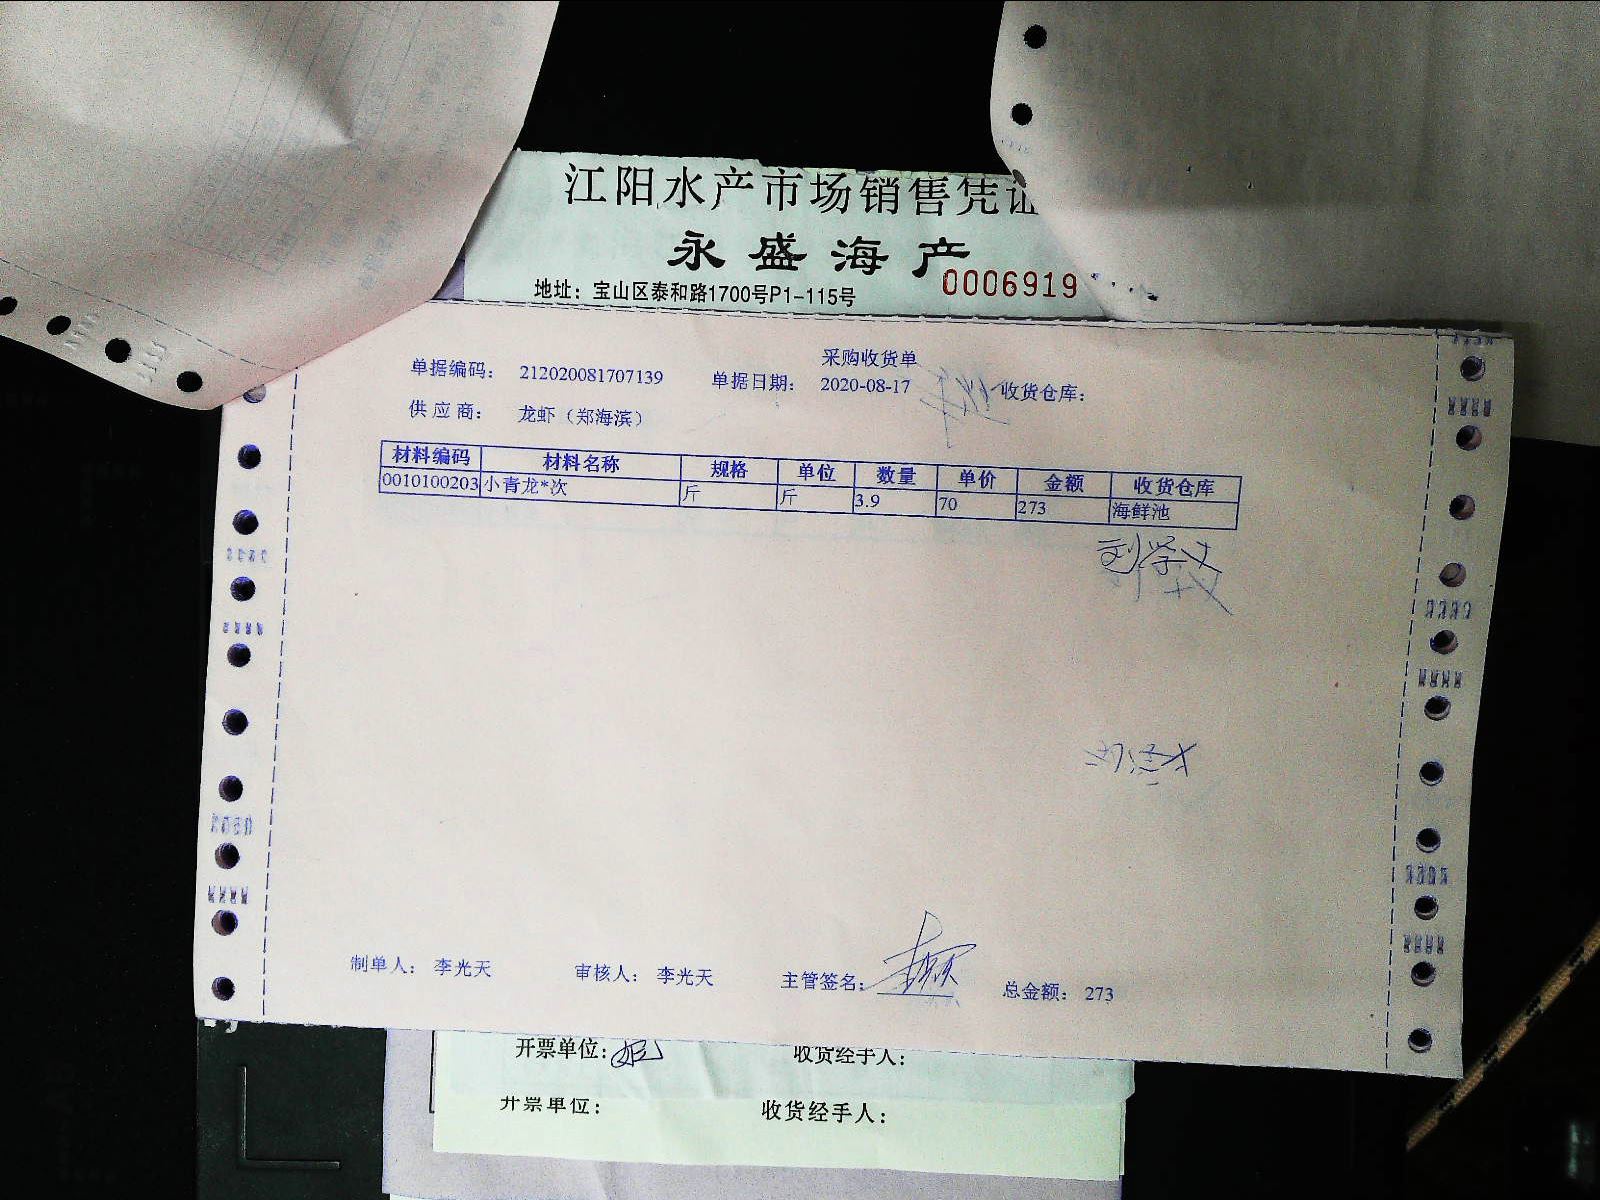 江阳水产市场销售凭证
永盛海产
地址：宝山区泰和路1700号P1-115号 0006919
采购收货单
单据编码： 212020081707139 单据日期： 2020-08-17 收货仓库：
供应商： 龙虾（郑海滨）
材料编码 材料名称 规格 单位 数量 单价 金额 收货仓库
0010100203 小青龙*次 斤 斤 3.9 70 273 海鲜池
刘学义
制单人： 李光天 审核人： 李光天 主管签名： 总金额： 273
开票单位： 收货经手人：
开票单位： 收货经手人：